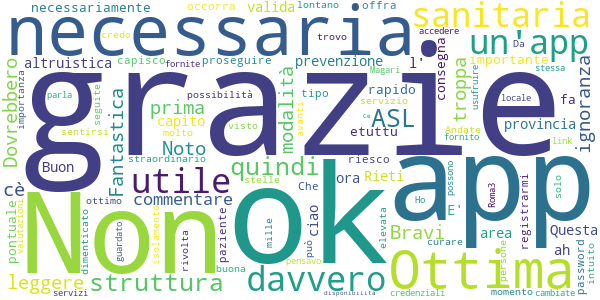 necessariamente
occorra
valida
lontano
offra
sanitaria
necessaria.
credo
trovo
accedere
Da
un'app
altruistica
capisco
proseguire
prevenzione
l'
consegna
importante
stessa
Dovrebbero
importanza
fornite
possibilità
tipo
rapido
Magari
troppa
usufruire
ignoranza
grazie
parla
seguite
Fantastica
prima
modalità
servizio
ASL
locale
fa
sentirsi
capito
molto
visto
avanti
Ce
etuttu
Andate
fornito
provincia
link
Buon
Noto
quindi
riesco
app
straordinario
stelle
ora
Rieti
possono
registrarmi
solo
cè
utile
Che
Non
ottimo
commentare
ok
ciao
Ho
E'
Roma3
Questa
pontuale
valutazioni
dimenticato
guardato
isolamento
rivolta
paziente
mille
può
elevata
Bravi
curare
area
ah
password
intuito
buona
pensavo
leggere
struttura
davvero
Ottima
persone
servizi
disponibilità
credenziali
momento
cambiate